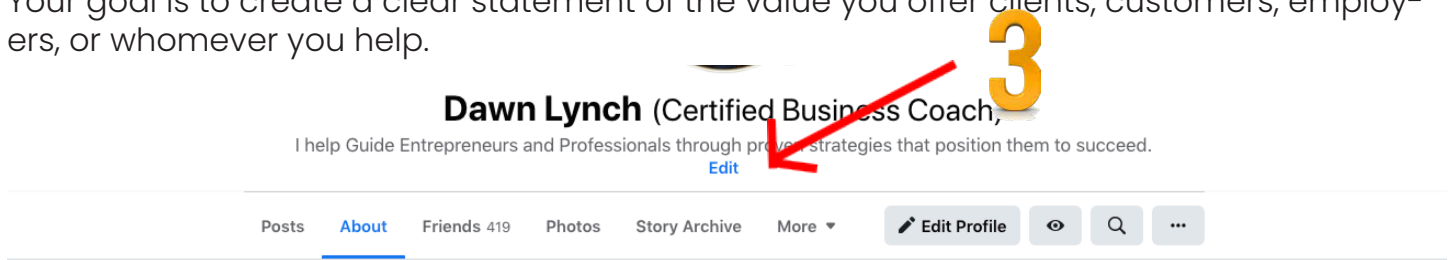 Your goal is to create a clear statement of the value you offer clients, customers, employ-
ers, or whomever you help.
3
Dawn Lynch (Certified Business Coach)
I help Guide Entrepreneurs and Professionals through proven strategies that position them to succeed.
Edit
Posts About Friends 419 Photos Story Archive More Edit Profile